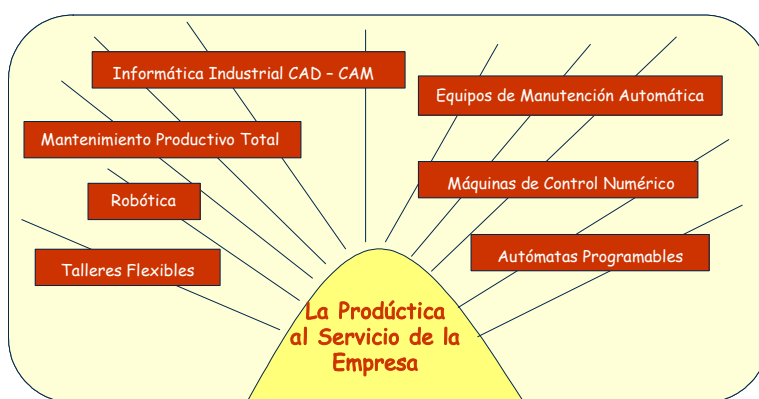 Informática Industrial CAD – CAM
Equipos de Manutención Automática
Mantenimiento Productivo Total
Máquinas de Control Numérico
Robótica
Autómatas Programables
Talleres Flexibles
La Prodúctica
al Servicio de la
Empresa